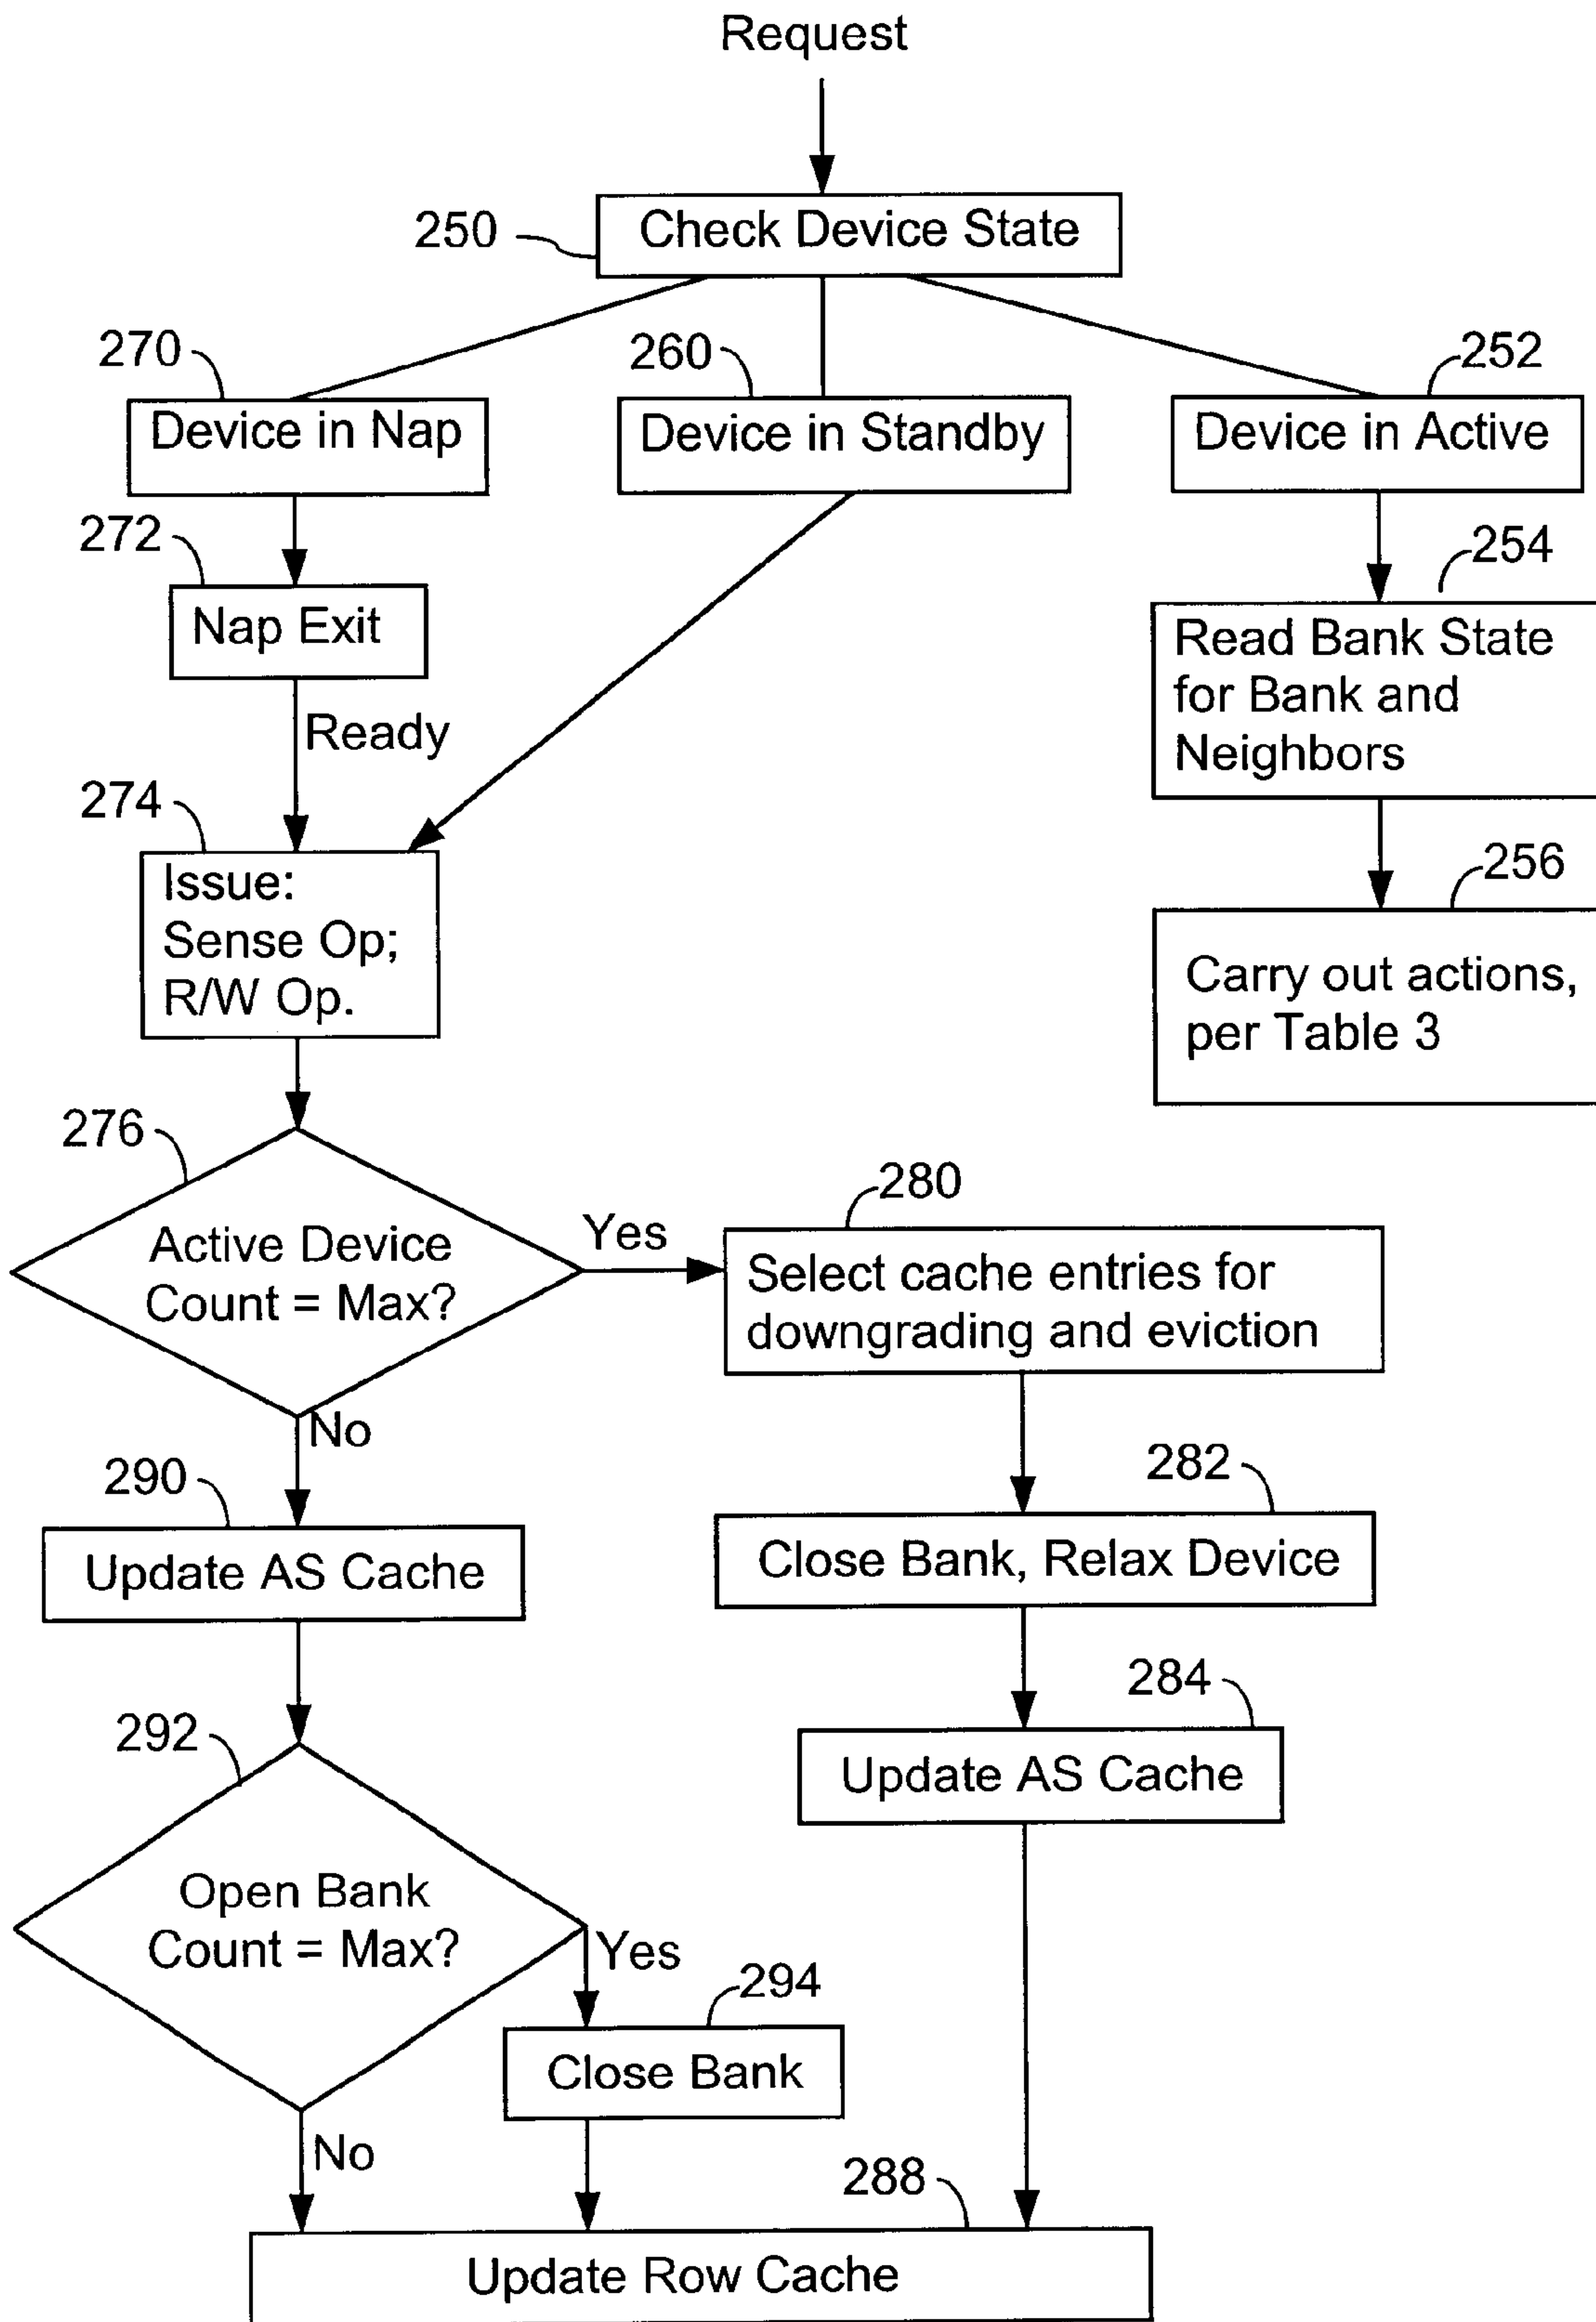 Request
250
Check Device State
270
260
252
Device in Nap
Device in Standby
Device in Active
272
254
Nap Exit
Read Bank State
for Bank and
Neighbors
Ready
274
256
Issue:
Sense Op;
R/W Op.
Carry out actions,
per Table 3
276
280
Active Device
Count = Max?
Yes
Select cache entries for
downgrading and eviction
No
290
282
Update AS Cache
Close Bank, Relax Device
284
292
Update AS Cache
Open Bank
Count = Max?
Yes
294
Close Bank
No
288
Update Row Cache